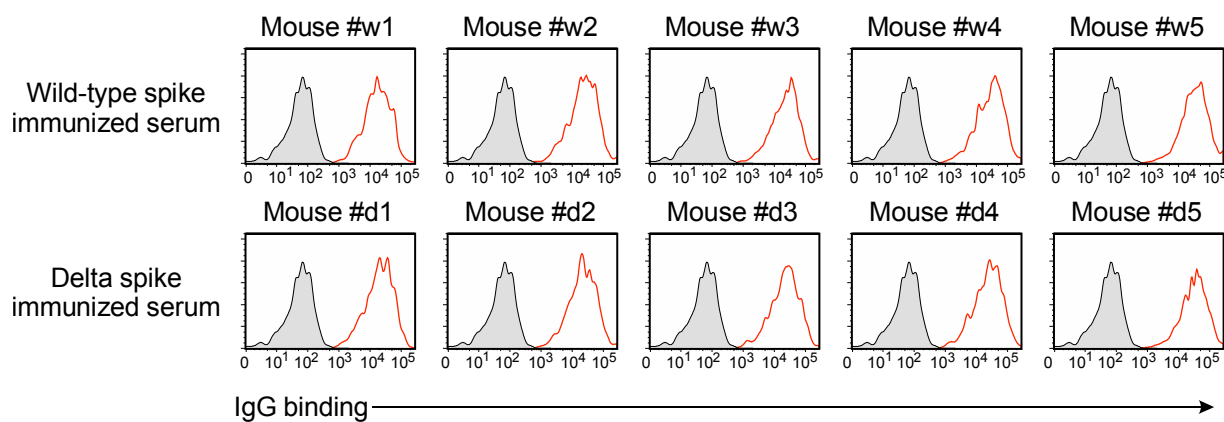 Mouse #w1 Mouse #w2 Mouse #w3 Mouse #w4 Mouse #w5
Wild-type spike
immunized serum
0 10¹ 10² 10³ 10⁴ 10⁵ 0 10¹ 10² 10³ 10⁴ 10⁵ 0 10¹ 10² 10³ 10⁴ 10⁵ 0 10¹ 10² 10³ 10⁴ 10⁵ 0 10¹ 10² 10³ 10⁴ 10⁵
Mouse #d1 Mouse #d2 Mouse #d3 Mouse #d4 Mouse #d5
Delta spike
immunized serum
0 10¹ 10² 10³ 10⁴ 10⁵ 0 10¹ 10² 10³ 10⁴ 10⁵ 0 10¹ 10² 10³ 10⁴ 10⁵ 0 10¹ 10² 10³ 10⁴ 10⁵ 0 10¹ 10² 10³ 10⁴ 10⁵
IgG binding